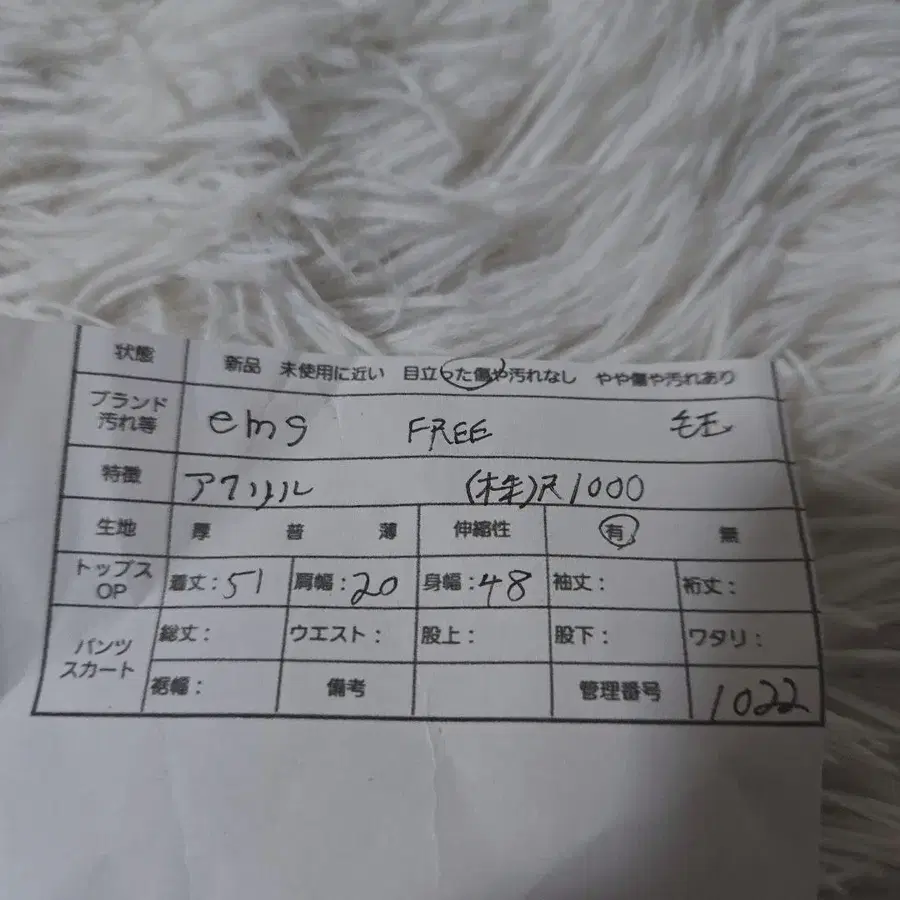 状態 新品 未使用に近い 目立った傷や汚れなし やや傷や汚れあり
ブランド
汚れ等 ems FREE 毛玉
特徴 アクリル (株)R1000
生地 厚 普 薄 伸縮性 有 無
トップス
OP 着丈:51 肩幅:20 身幅:48 袖丈: 裄丈:
パンツ
スカート 総丈: ウエスト: 股上: 股下: ワタリ:
裾幅: 備考 管理番号 1022